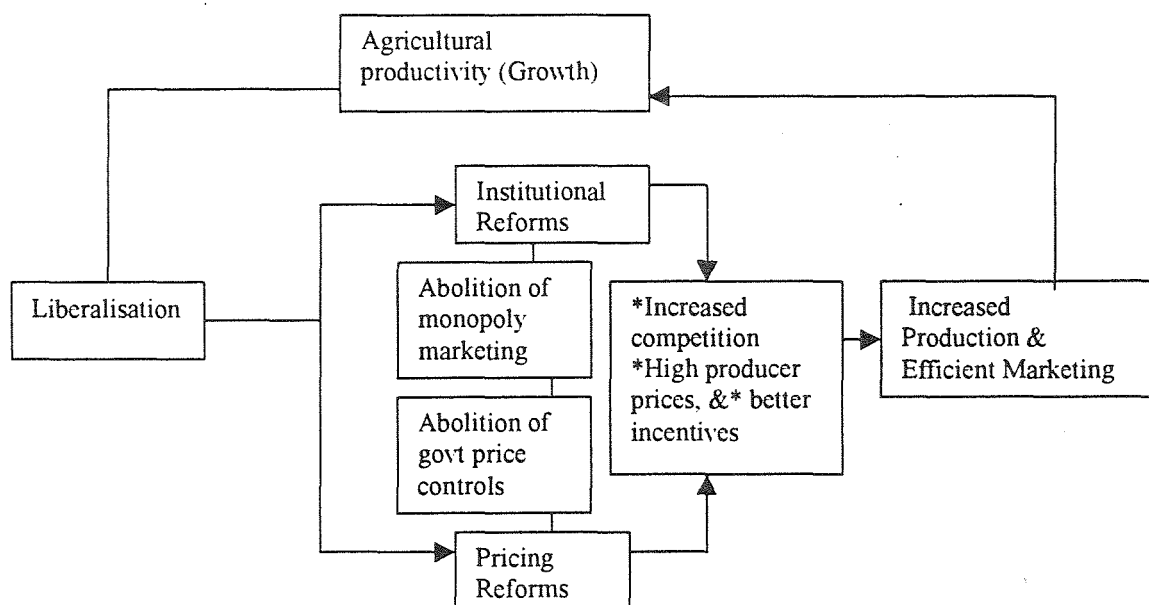 Agricultural
productivity (Growth)
Institutional
Reforms
Liberalisation
Abolition of
monopoly
marketing
*Increased
competition
*High producer
prices, &* better
incentives
Increased
Production &
Efficient Marketing
Abolition of
govt price
controls
Pricing
Reforms